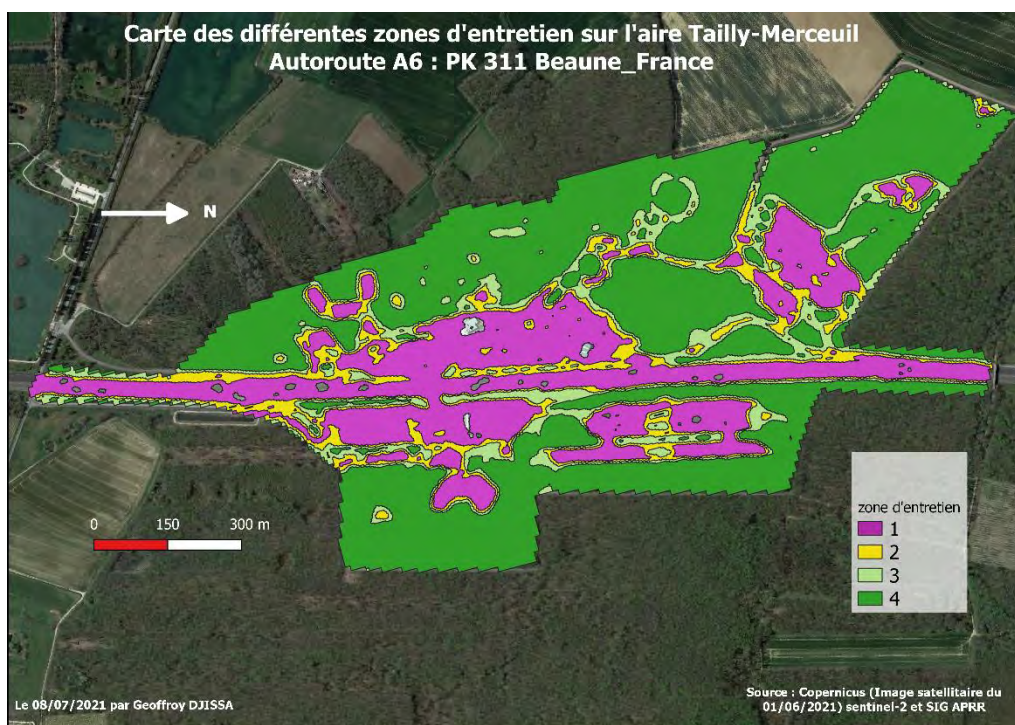 Carte des différentes zones d'entretien sur l'aire Tailly-Merceuil
Autoroute A6 : PK 311 Beaune_France
N
0 150 300 m
zone d'entretien
1
2
3
4
Le 08/07/2021 par Geoffroy DJISSA
Source : Copernicus (Image satellitaire du
01/06/2021) sentinel-2 et SIG APRR